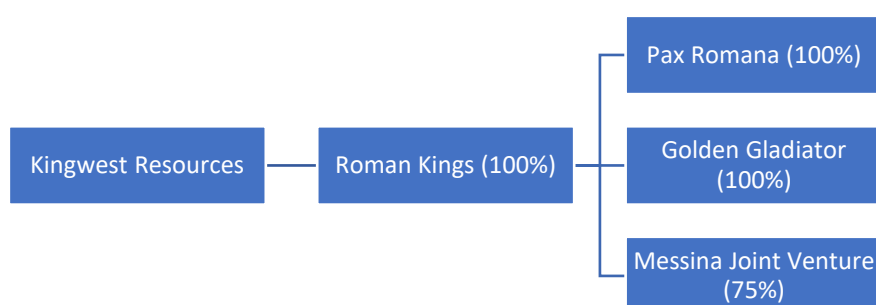 Pax Romana (100%)
Kingwest Resources
Roman Kings (100%)
Golden Gladiator
(100%)
Messina Joint Venture
(75%)